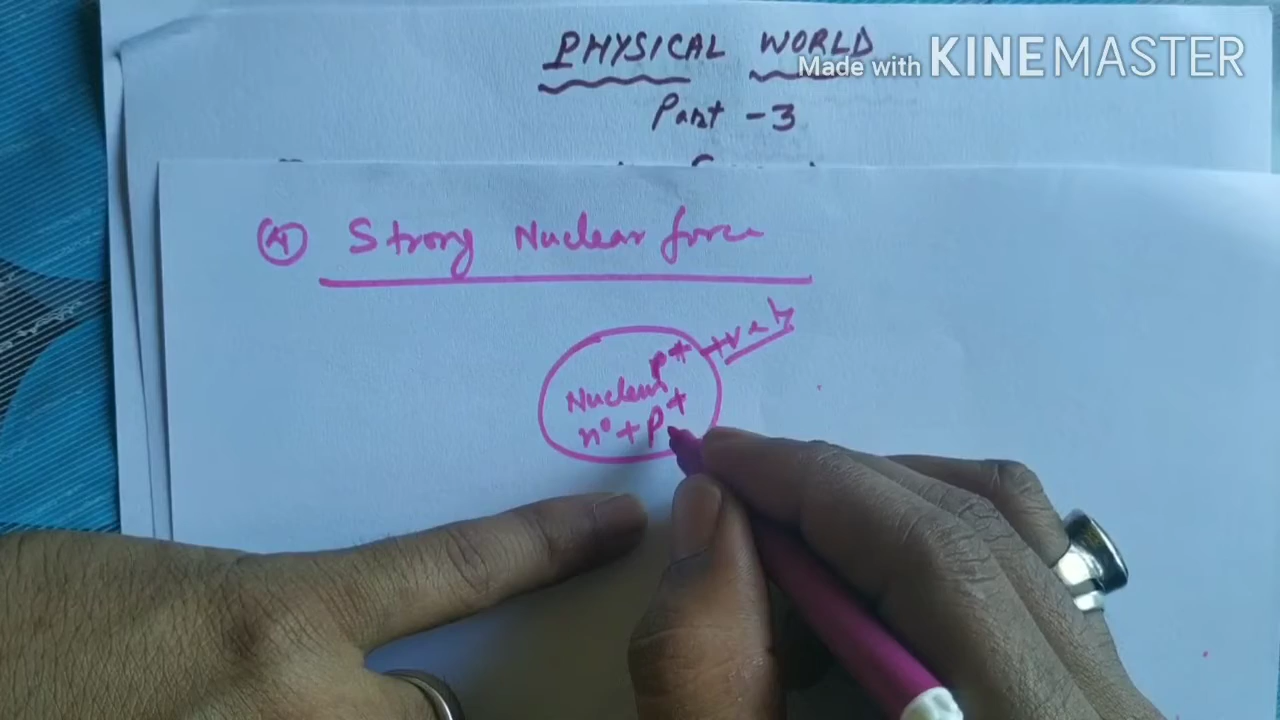 PHYSICAL WORLD
Made with KINEMASTER
Part - 3
④ Strong Nuclear force
+ve
p+
Nucleus
n° + p+